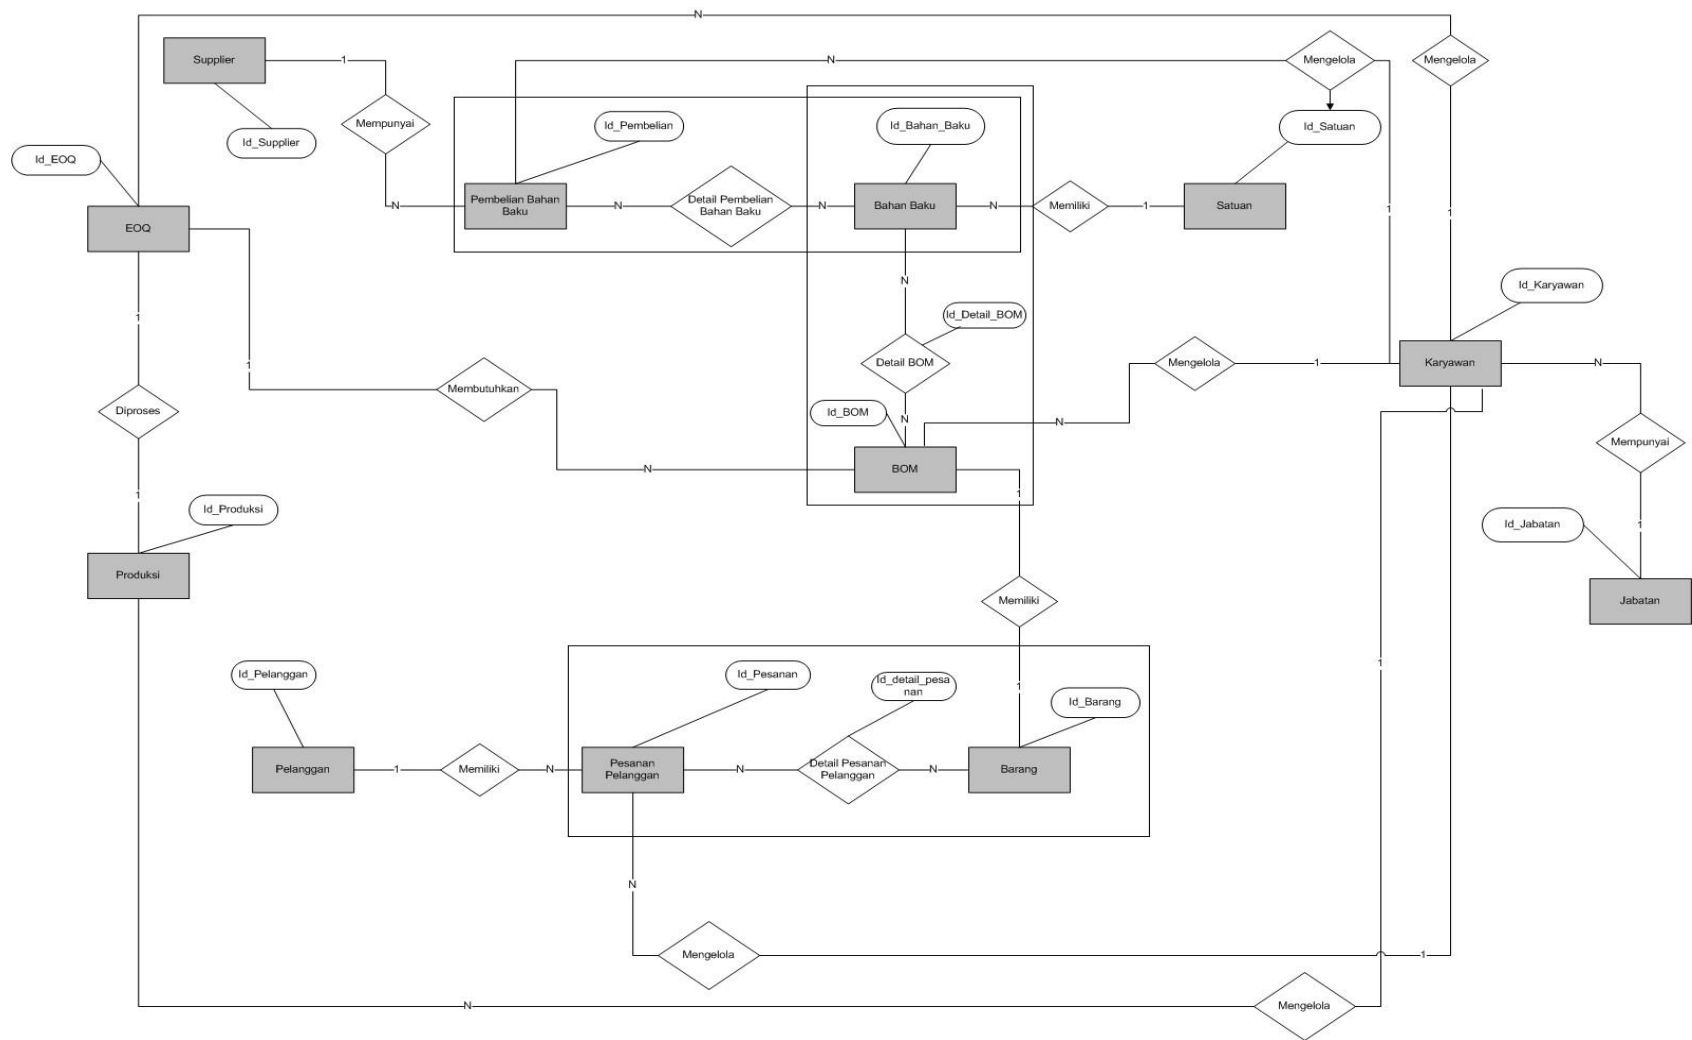 N
Supplier
1
N
Mengelola
Mengelola
Mempunyai
Id_Supplier
Id_Pembelian
Id_Bahan_Baku
Id_Satuan
Id_EOQ
EOQ
N
Pembelian Bahan
Baku
N
Detail Pembelian
Bahan Baku
N
Bahan Baku
N
Memiliki
1
Satuan
1
1
N
Id_Karyawan
Id_Detail_BOM
1
1
Membutuhkan
Detail BOM
Mengelola
1
Karyawan
N
Diproses
Id_BOM
N
N
Mempunyai
N
BOM
1
1
Id_Produksi
Id_Jabatan
1
Produksi
Memiliki
Jabatan
Id_Pelanggan
Id_Pesanan
Id_detail_pesa
nan
1
Id_Barang
1
Pelanggan
1
Memiliki
N
Pesanan
Pelanggan
N
Detail Pesanan
Pelanggan
N
Barang
N
Mengelola
1
N
Mengelola